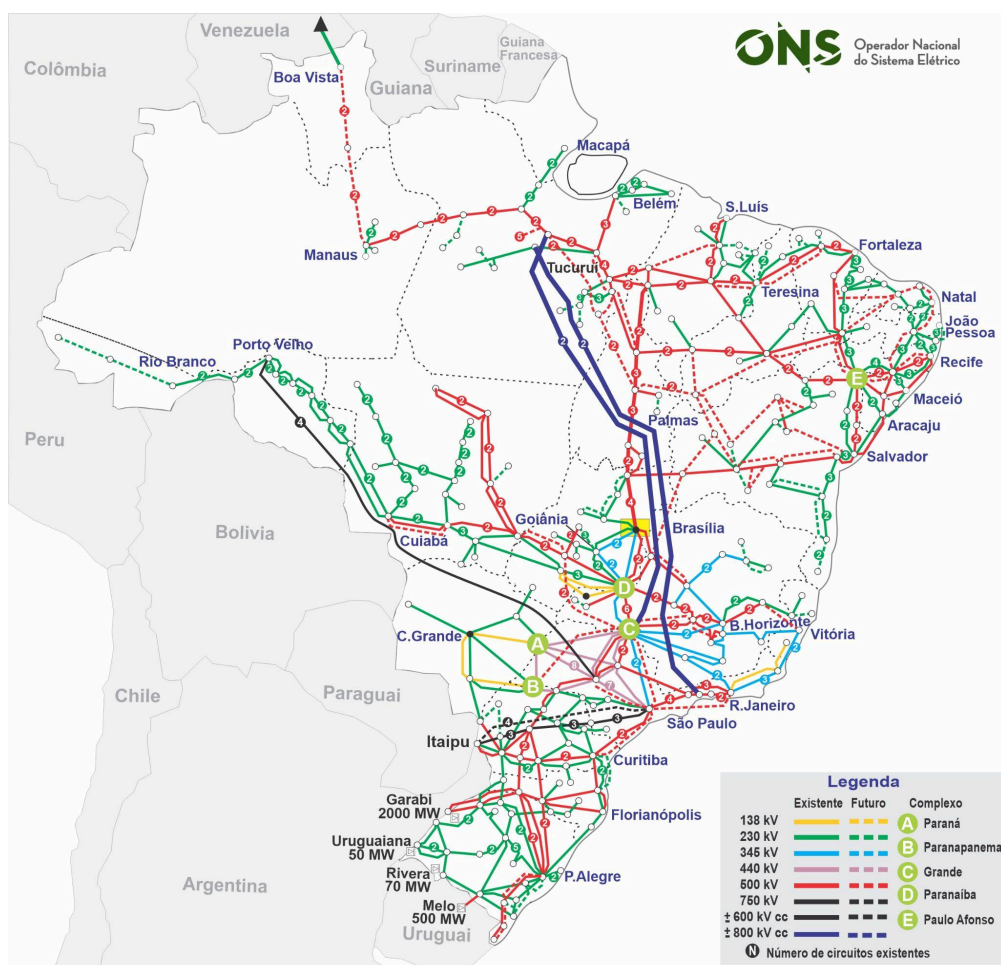 ONS
Operador Nacional
do Sistema Elétrico
Venezuela
Colômbia
Guiana
Suriname
Guiana
Francesa
Boa Vista
Macapá
Belém
S.Luís
Manaus
Fortaleza
Tucuruí
Teresina
Natal
João
Pessoa
Rio Branco
Porto Velho
Recife
E
Maceió
Palmas
Aracaju
Peru
Salvador
Bolivia
Cuiabá
Goiânia
Brasília
D
C
B.Horizonte
Vitória
C.Grande
A
B
Chile
Paraguai
R.Janeiro
São Paulo
Itaipu
Curitiba
Garabi
2000 MW
Florianópolis
Uruguaiana
50 MW
Rivera
70 MW
P.Alegre
Melo
500 MW
Argentina
Uruguai
Legenda
Existente Futuro Complexo
138 kV A Paraná
230 kV
345 kV B Paranapanema
440 kV C Grande
500 kV D Paranaíba
750 kV
±600 kV cc E Paulo Afonso
±800 kV cc
N Número de circuitos existentes